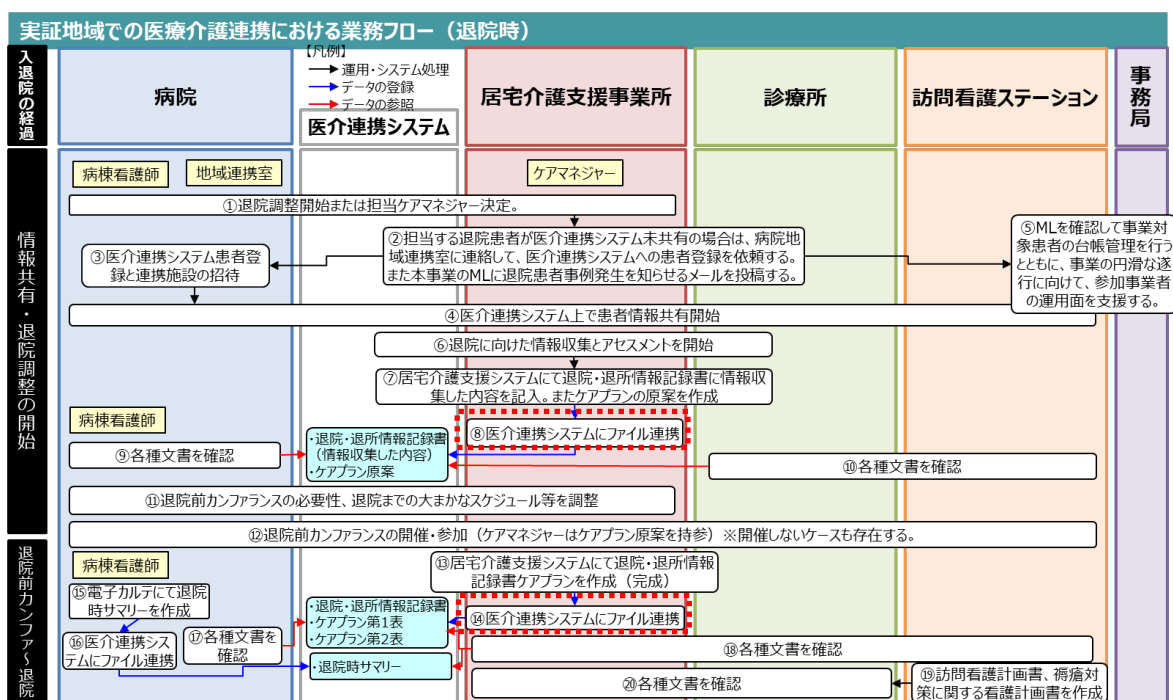 実証地域での医療介護連携における業務フロー（退院時）
入退院の経過
病院
【凡例】
運用・システム処理
データの登録
データの参照
医介連携システム
居宅介護支援事業所
診療所
訪問看護ステーション
事務局
情報共有・退院調整の開始
病棟看護師
地域連携室
ケアマネジャー
①退院調整開始または担当ケアマネジャー決定。
②担当する退院患者が医介連携システム未共有の場合は、病院地
域連携室に連絡して、医介連携システムへの患者登録を依頼する。
また本事業のMLに退院患者事例発生を知らせるメールを投稿する。
③医介連携システム患者登
録と連携施設の招待
⑤MLを確認して事業対
象患者の台帳管理を行う
とともに、事業の円滑な遂
行に向けて、参加事業者
の運用面を支援する。
④医介連携システム上で患者情報共有開始
⑥退院に向けた情報収集とアセスメントを開始
⑦居宅介護支援システムにて退院・退所情報記録書に情報収
集した内容を記入。またケアプランの原案を作成
病棟看護師
⑧医介連携システムにファイル連携
⑨各種文書を確認
・退院・退所情報記録書
（情報収集した内容）
・ケアプラン原案
⑩各種文書を確認
⑪退院前カンファランスの必要性、退院までの大まかなスケジュール等を調整
⑫退院前カンファランスの開催・参加（ケアマネジャーはケアプラン原案を持参）※開催しないケースも存在する。
退院前カンファ～退院
病棟看護師
⑬居宅介護支援システムにて退院・退所情報
記録書ケアプランを作成（完成）
⑮電子カルテにて退院
時サマリーを作成
・退院・退所情報記録書
・ケアプラン第1表
・ケアプラン第2表
⑭医介連携システムにファイル連携
⑯医介連携シス
テムにファイル連携
⑰各種文書を
確認
⑱各種文書を確認
・退院時サマリー
⑲訪問看護計画書、褥瘡対
策に関する看護計画書を作成
⑳各種文書を確認